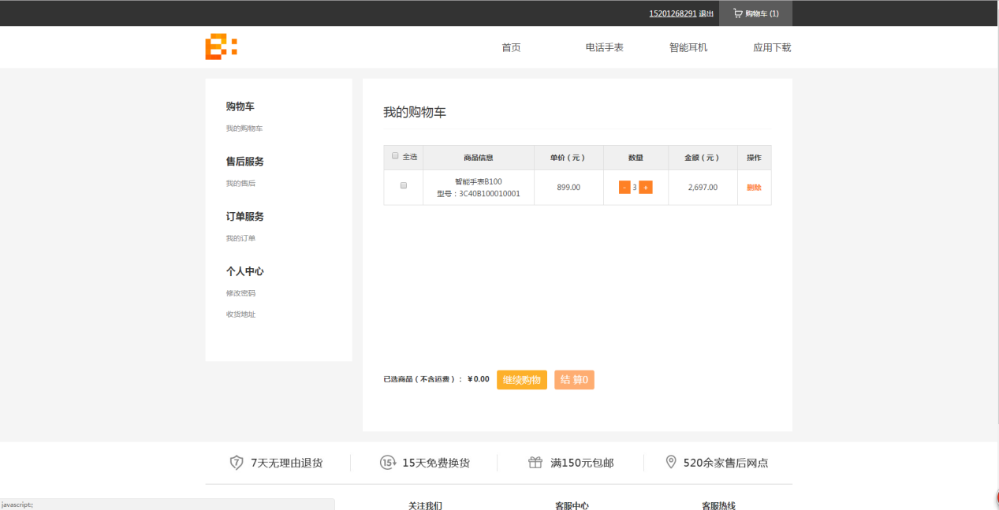 15201268291 退出 购物车 (1)
首页 电话手表 智能耳机 应用下载
购物车
我的购物车
售后服务
我的售后
订单服务
我的订单
个人中心
修改密码
收货地址
我的购物车
全选 商品信息 单价（元） 数量 金额（元） 操作
智能手表B100
型号：3C40B100010001
899.00 - 3 + 2,697.00 删除
已选商品（不含运费）： ¥0.00 继续购物 结 算0
7 7天无理由退货 15+ 15天免费换货 满150元包邮 520余家售后网点
关注我们 客服中心 客服热线
javascript:;